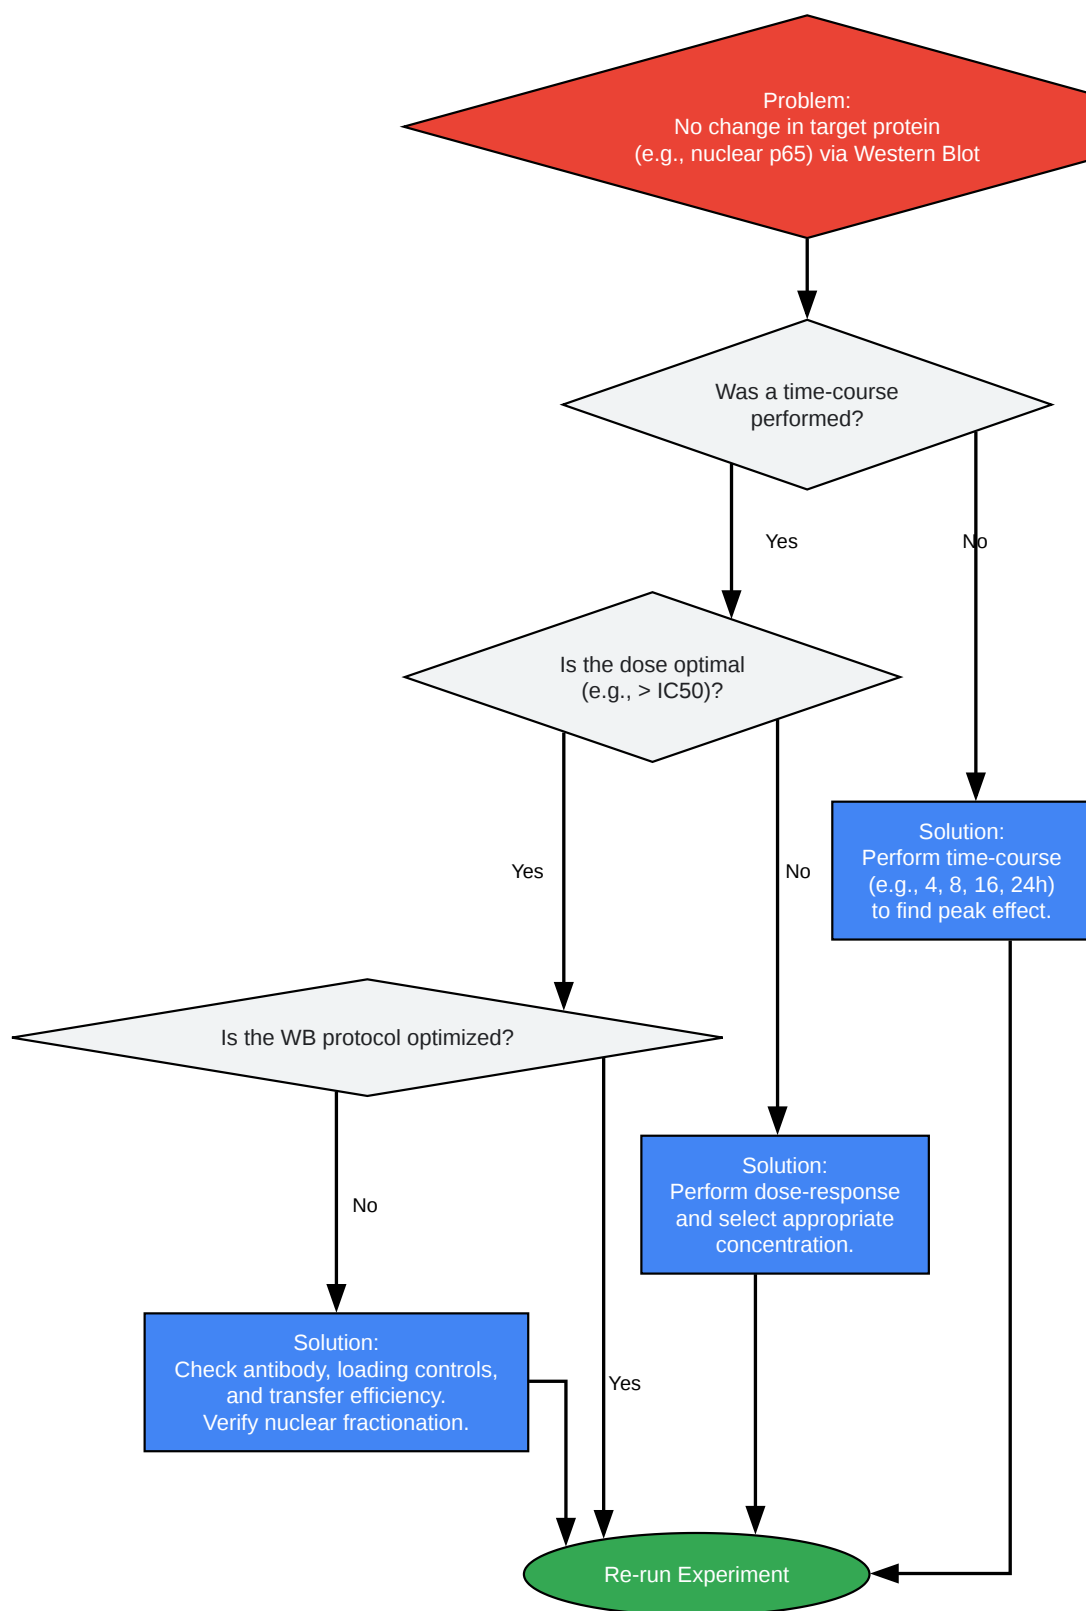 Problem:
No change in target protein
(e.g., nuclear p65) via Western Blot
Was a time-course
performed?
Yes
No
Is the dose optimal
(e.g., > IC50)?
Solution:
Perform time-course
(e.g., 4, 8, 16, 24h)
to find peak effect.
Yes
No
Is the WB protocol optimized?
Solution:
Perform dose-response
and select appropriate
concentration.
No
Yes
Solution:
Check antibody, loading controls,
and transfer efficiency.
Verify nuclear fractionation.
Re-run Experiment